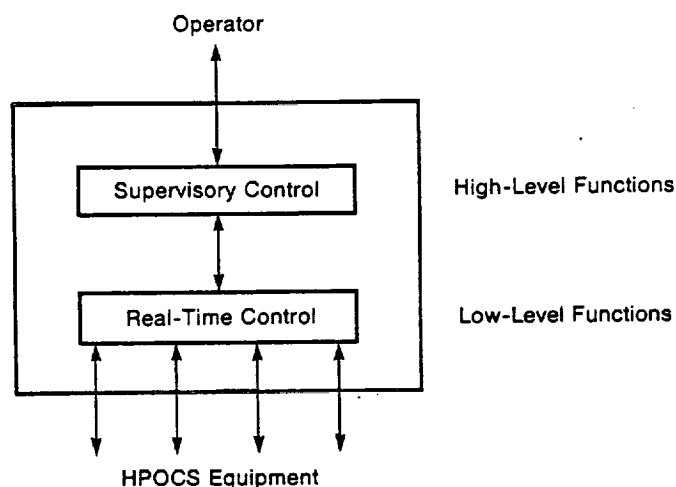 Operator
Supervisory Control
High-Level Functions
Real-Time Control
Low-Level Functions
HPOCS Equipment